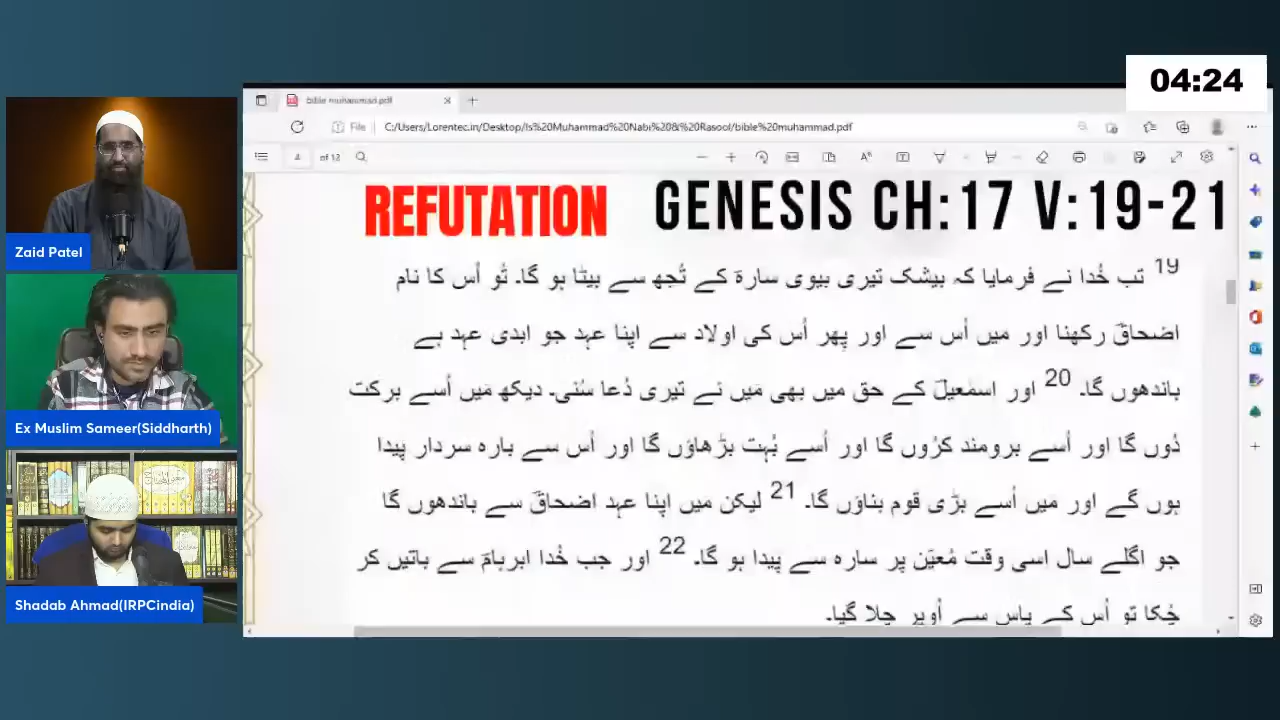 04:24
bible muhammad.pdf
File C:/Users/Lorentec.in/Desktop/Is%20Muhammad%20Nabi%20&%20Rasool/bible%20muhammad.pdf
4 of 12
REFUTATION GENESIS CH:17 V:19-21
19 تب خُدا نے فرمایا کہ بیشک تیری بیوی سارۃ کے تُجھ سے بیٹا ہو گا۔ تُو اُس کا نام
اضحاقؔ رکھنا اور میں اُس سے اور پھر اُس کی اولاد سے اپنا عہد جو ابدی عہد ہے
باندھوں گا۔ 20 اور اسمٰعیلؔ کے حق میں بھی مَیں نے تیری دُعا سُنی۔ دیکھ مَیں اُسے برکت
دُوں گا اور اُسے برومند کرُوں گا اور اُسے بُہت بڑھاؤں گا اور اُس سے بارہ سردار پیدا
ہوں گے اور میں اُسے بڑی قوم بناؤں گا۔ 21 لیکن میں اپنا عہد اضحاقؔ سے باندھوں گا
جو اگلے سال اسی وقت مُعیّن پر سارہ سے پیدا ہو گا۔ 22 اور جب خُدا ابرہامؔ سے باتیں کر
چُکا تو اُس کے پاس سے اُوپر چلا گیا۔
Zaid Patel
Ex Muslim Sameer(Siddharth)
Shadab Ahmad(IRPCindia)